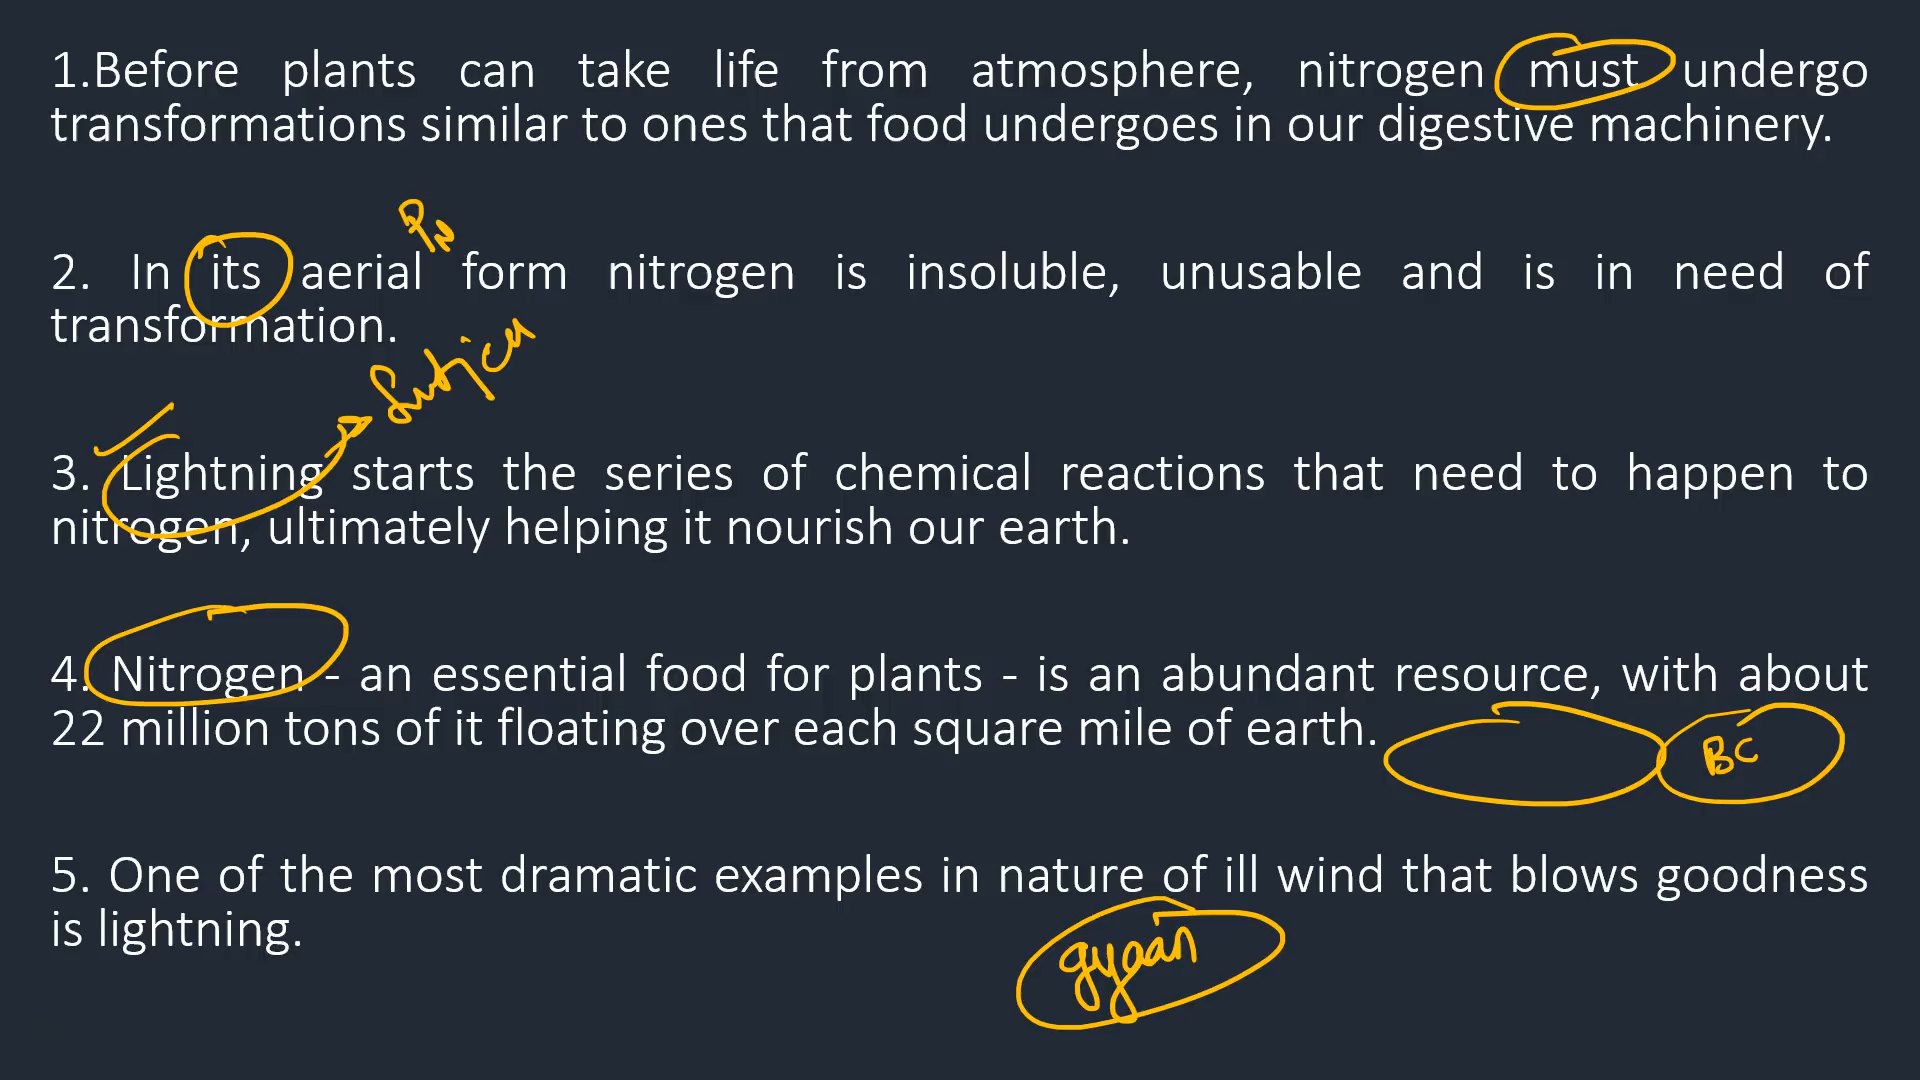 1.Before plants can take life from atmosphere, nitrogen must undergo
transformations similar to ones that food undergoes in our digestive machinery.
PN
2. In its aerial form nitrogen is insoluble, unusable and is in need of
transformation.
3. Lightning starts the series of chemical reactions that need to happen to
nitrogen, ultimately helping it nourish our earth.
4. Nitrogen - an essential food for plants - is an abundant resource, with about
22 million tons of it floating over each square mile of earth.
BC
5. One of the most dramatic examples in nature of ill wind that blows goodness
is lightning.
gyaan